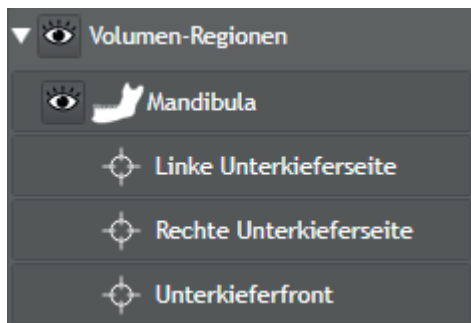 Volumen-Regionen
Mandibula
Linke Unterkieferseite
Rechte Unterkieferseite
Unterkieferfront